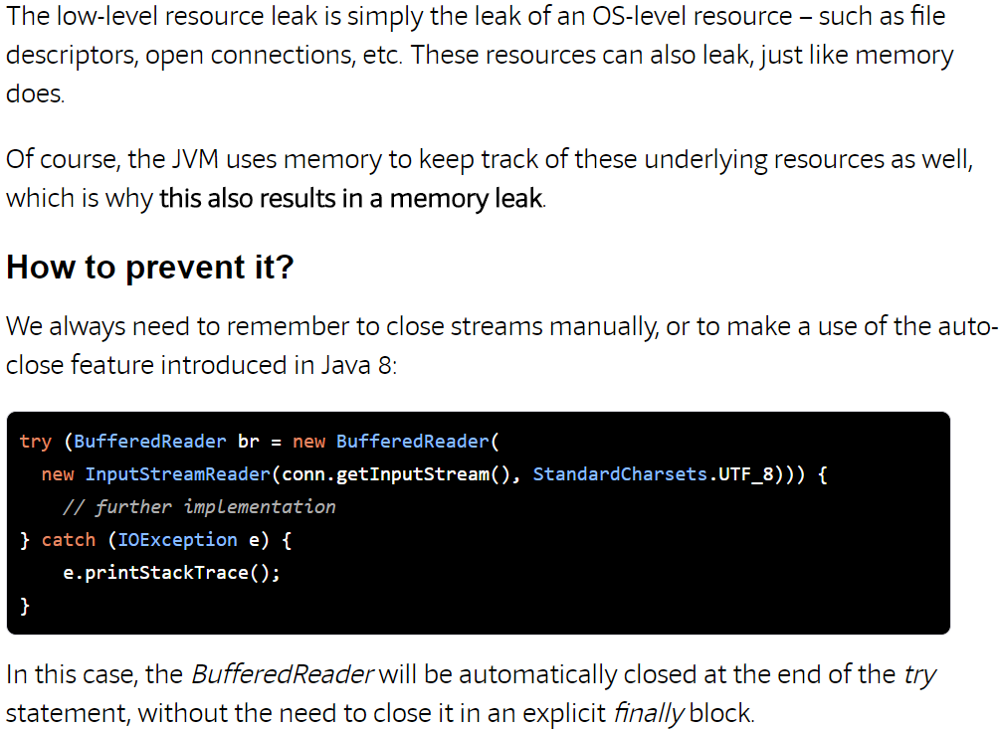 The low-level resource leak is simply the leak of an OS-level resource – such as file
descriptors, open connections, etc. These resources can also leak, just like memory
does.
Of course, the JVM uses memory to keep track of these underlying resources as well,
which is why this also results in a memory leak.
How to prevent it?
We always need to remember to close streams manually, or to make a use of the auto-
close feature introduced in Java 8:
try (BufferedReader br = new BufferedReader(
  new InputStreamReader(conn.getInputStream(), StandardCharsets.UTF_8))) {
    // further implementation
} catch (IOException e) {
    e.printStackTrace();
}
In this case, the BufferedReader will be automatically closed at the end of the try
statement, without the need to close it in an explicit finally block.